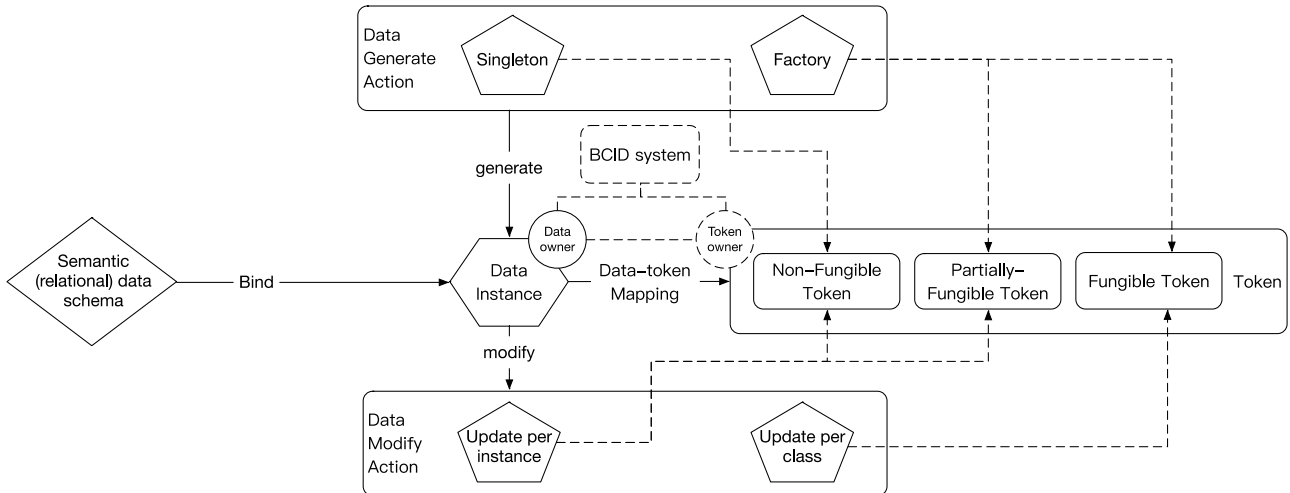 Data
Generate
Action
Singleton
Factory
BCID system
generate
Data
owner
Token
owner
Semantic
(relational) data
schema
Bind
Data
Instance
Data-token
Mapping
Non-Fungible
Token
Partially-
Fungible Token
Fungible Token
Token
modify
Data
Modify
Action
Update per
instance
Update per
class